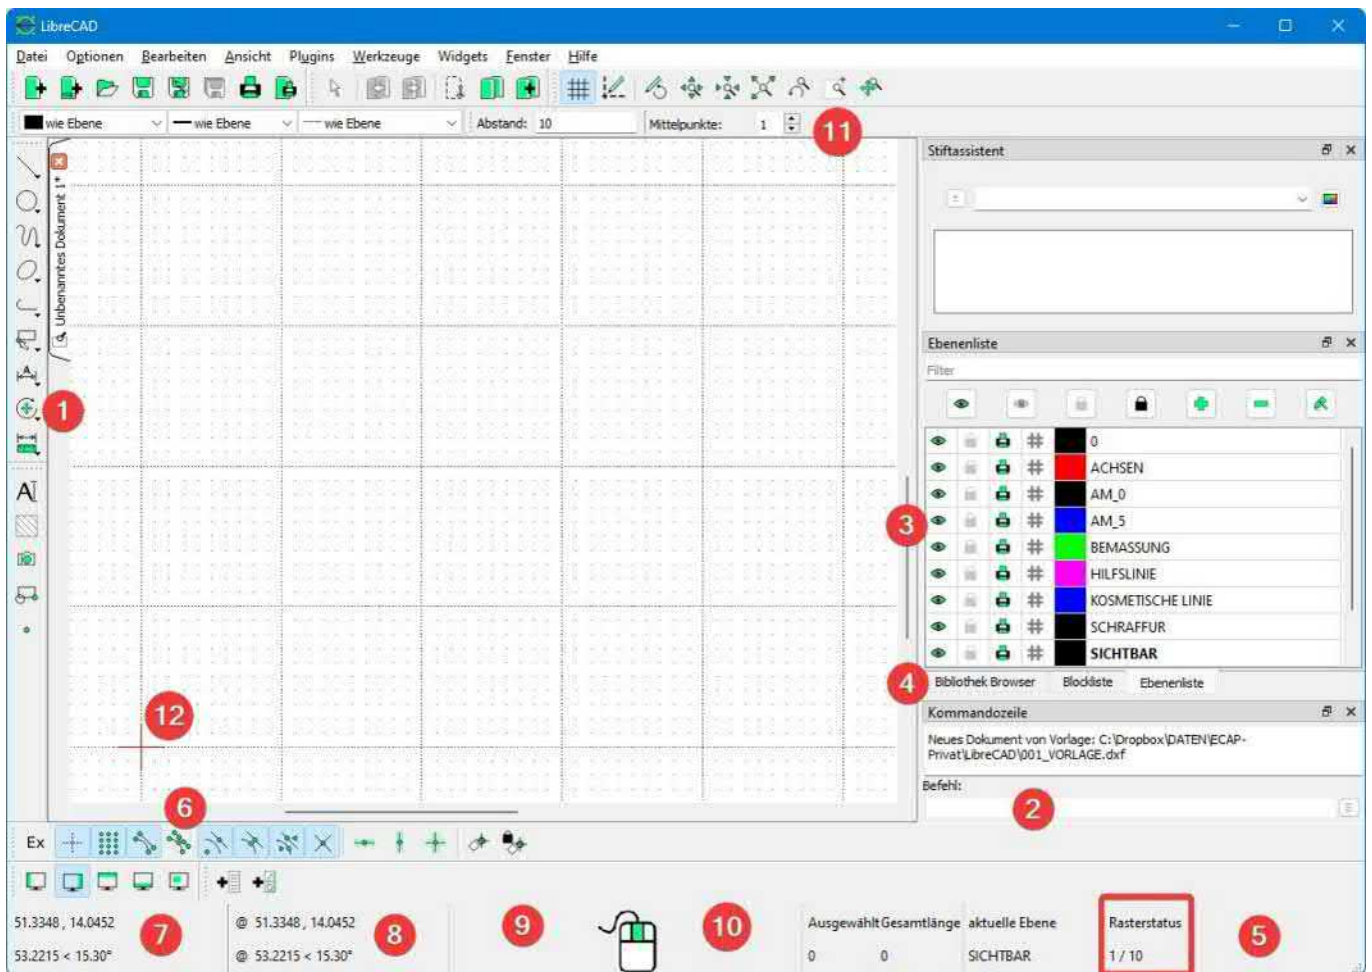 LibreCAD
Datei Optionen Bearbeiten Ansicht Plugins Werkzeuge Widgets Fenster Hilfe
wie Ebene wie Ebene wie Ebene Abstand: 10 Mittelpunkte: 1
11
Stiftassistent
Unbenanntes Dokument 1*
Ebenenliste
Filter
1
0
ACHSEN
AM_0
3
AM_5
BEMASSUNG
HILFSLINIE
KOSMETISCHE LINIE
SCHRAFFUR
SICHTBAR
4
Bibliothek Browser Blockliste Ebenenliste
12
Kommandozeile
Neues Dokument von Vorlage: C:\Dropbox\DATEN\ECAP-
Privat\LibreCAD\001_VORLAGE.dxf
Befehl:
6
2
Ex
51.3348 , 14.0452 @ 51.3348 , 14.0452 Ausgewählt Gesamtlänge aktuelle Ebene Rasterstatus
7 8 9 10 5
53.2215 < 15.30° @ 53.2215 < 15.30° 0 0 SICHTBAR 1 / 10